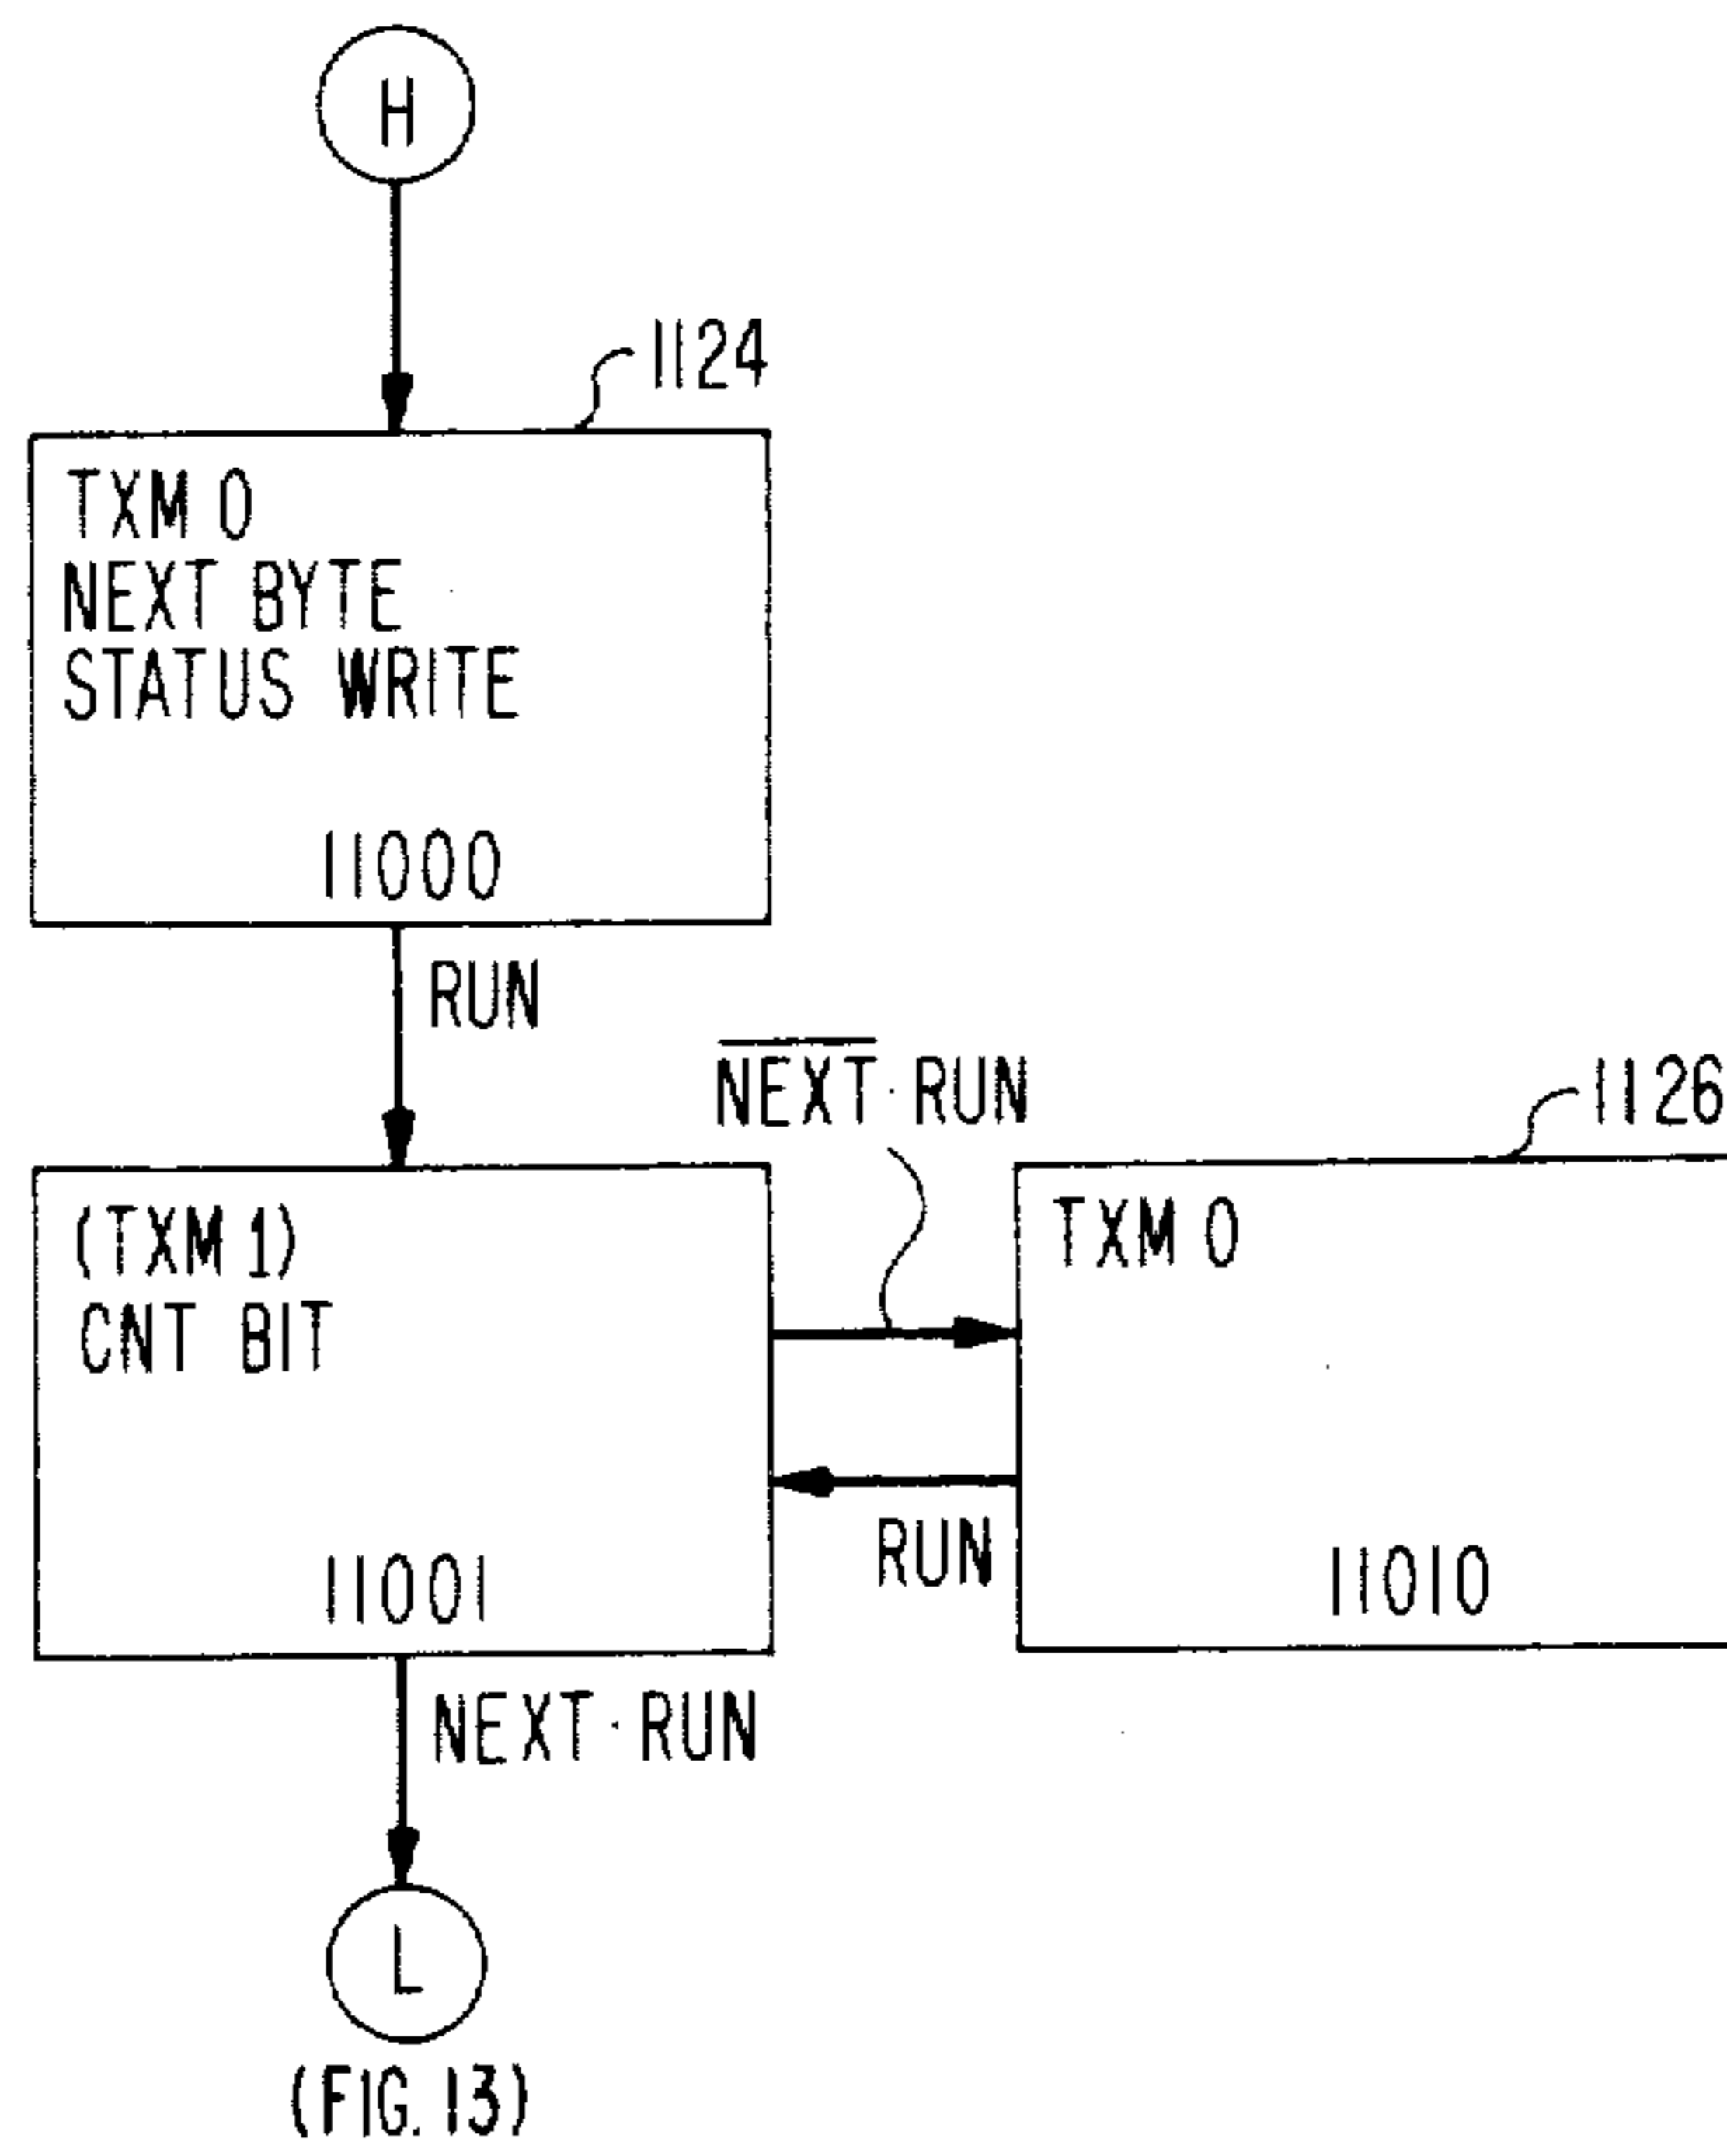 H
1124
TXM 0
NEXT BYTE
STATUS WRITE
11000
RUN
N̅E̅X̅T̅·RUN
1126
(TXM 1)
CNT BIT
11001
TXM 0
RUN
11010
NEXT·RUN
L
(FIG. 13)